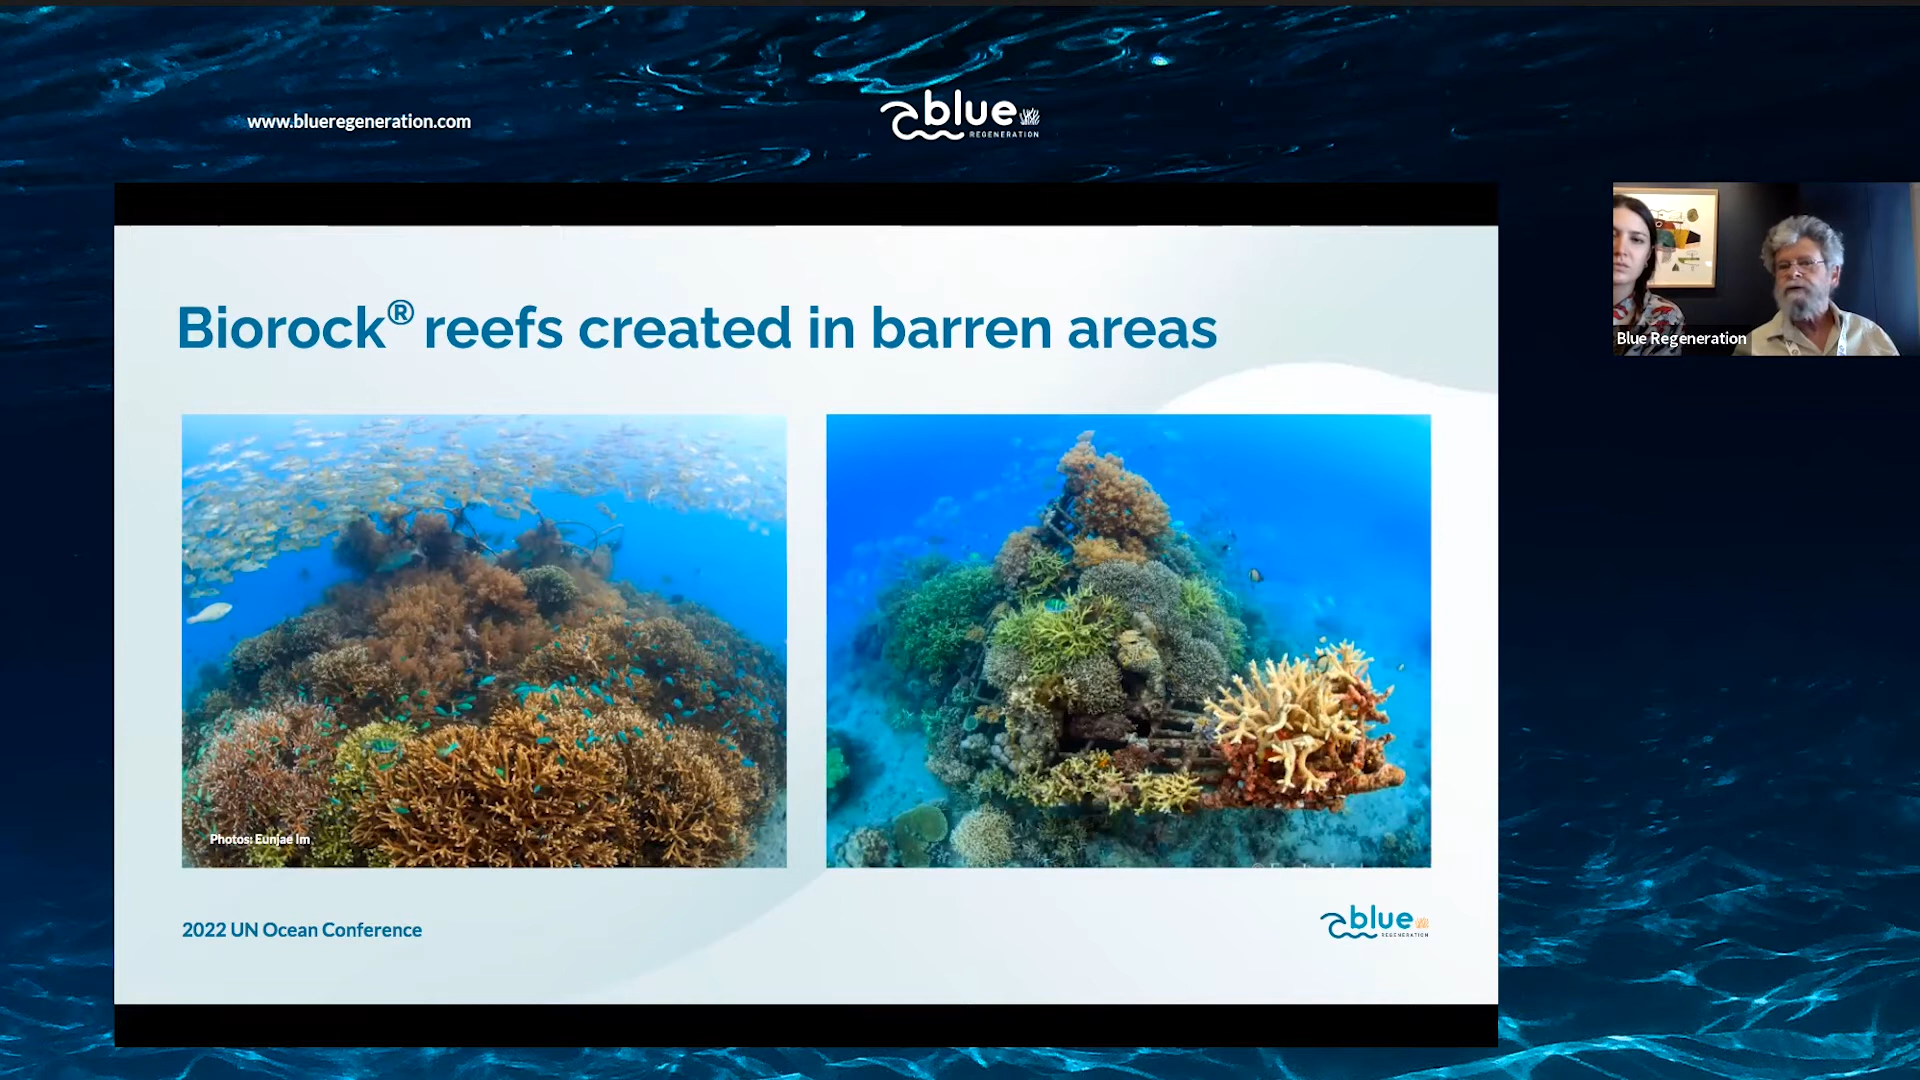 www.blueregeneration.com
blue
REGENERATION
Biorock® reefs created in barren areas
Blue Regeneration
Photos: Eunjae Im
2022 UN Ocean Conference
blue
REGENERATION